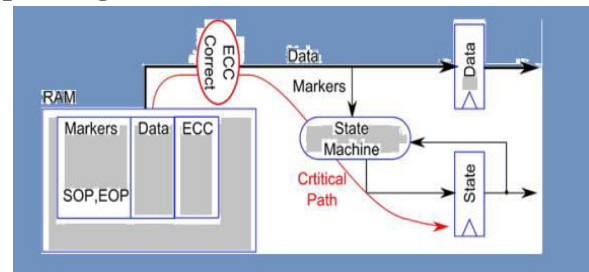 ECC
Correct
Data
Markers
Data
RAM
Markers
Data
ECC
SOP,EOP
State
Machine
Crtitical
Path
State